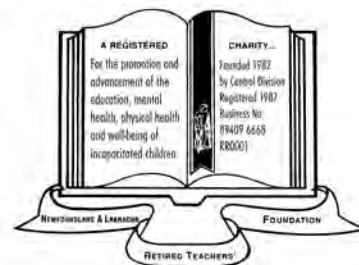 A REGISTERED
For the promotion and
advancement of the
education, mental
health, physical health
and well-being of
incapacitated children
CHARITY...
Founded 1982
by Central Division
Registered 1987
Business No
89409 6668
RR0001
NEWFOUNDLAND & LABRADOR
RETIRED TEACHERS'
FOUNDATION